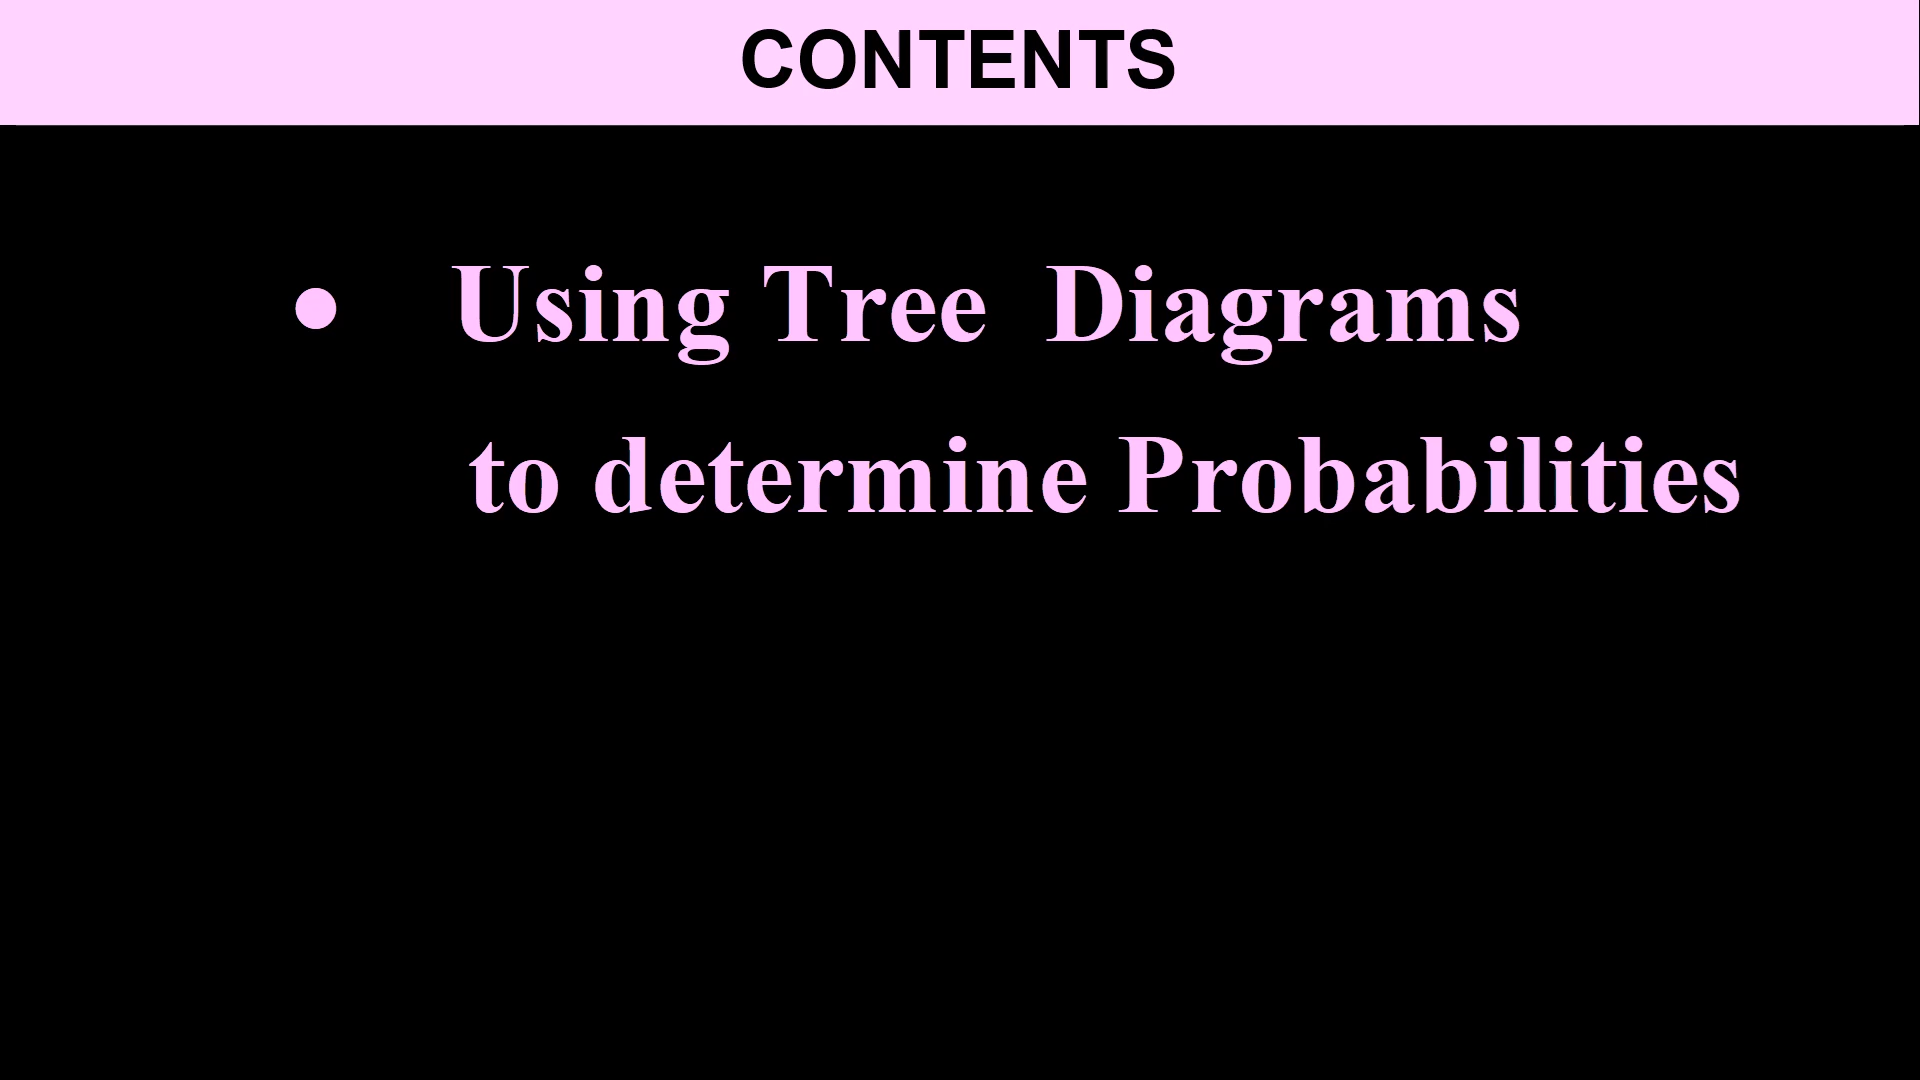 CONTENTS
• Using Tree  Diagrams
to determine Probabilities